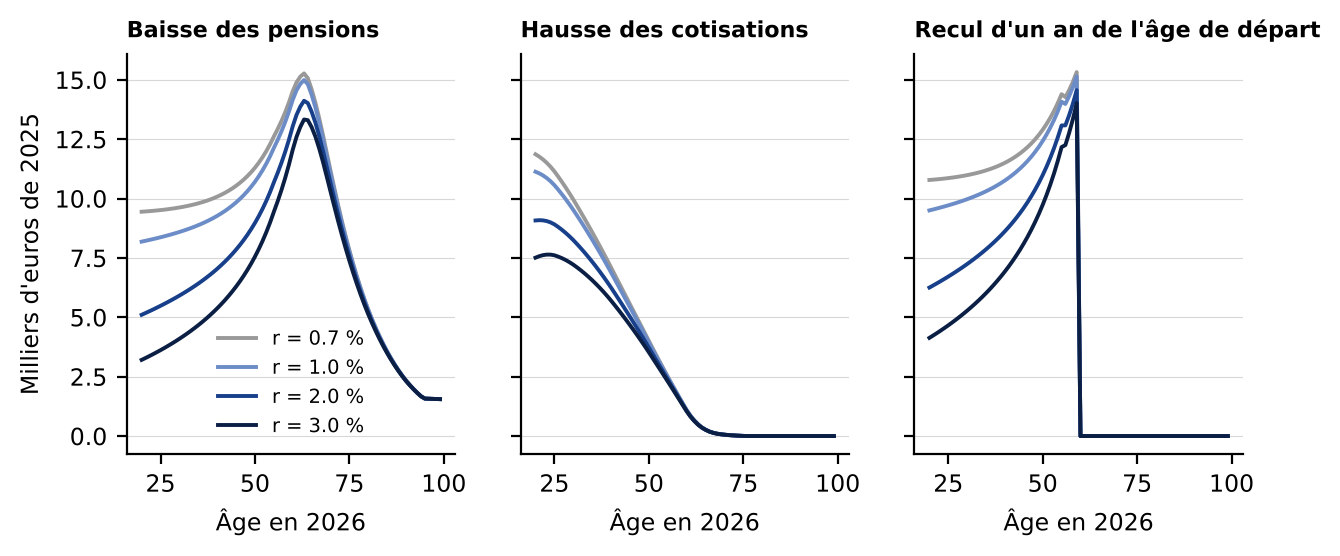 Baisse des pensions
Hausse des cotisations
Recul d'un an de l'âge de départ
Milliers d'euros de 2025
15.0
12.5
10.0
7.5
5.0
2.5
0.0
r = 0.7 %
r = 1.0 %
r = 2.0 %
r = 3.0 %
25 50 75 100
25 50 75 100
25 50 75 100
Âge en 2026
Âge en 2026
Âge en 2026